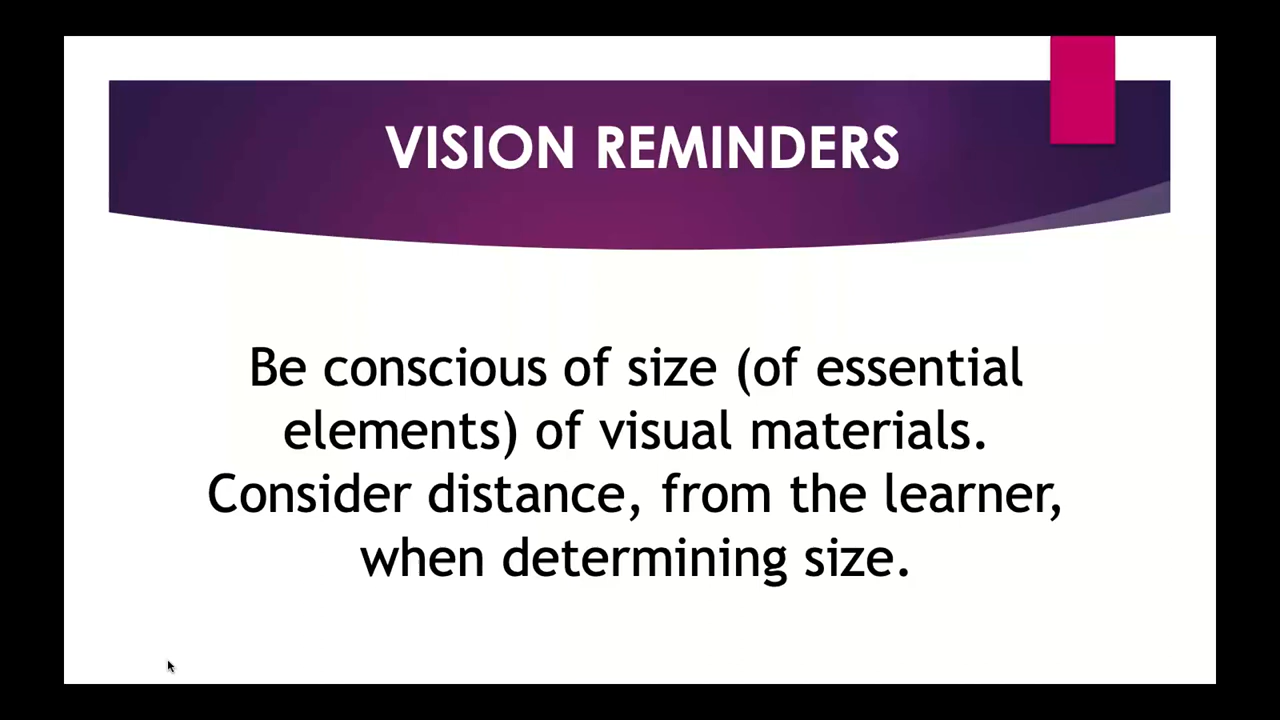 VISION REMINDERS
Be conscious of size (of essential
elements) of visual materials.
Consider distance, from the learner,
when determining size.